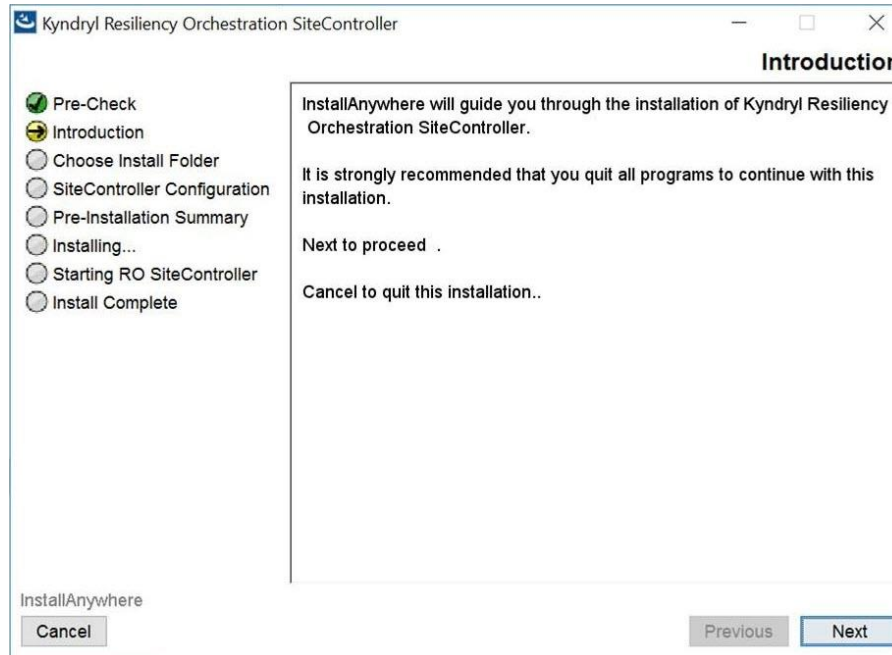 Kyndryl Resiliency Orchestration SiteController
Introduction
Pre-Check
Introduction
Choose Install Folder
SiteController Configuration
Pre-Installation Summary
Installing...
Starting RO SiteController
Install Complete
InstallAnywhere will guide you through the installation of Kyndryl Resiliency
Orchestration SiteController.
It is strongly recommended that you quit all programs to continue with this
installation.
Next to proceed .
Cancel to quit this installation..
InstallAnywhere
Cancel
Previous
Next